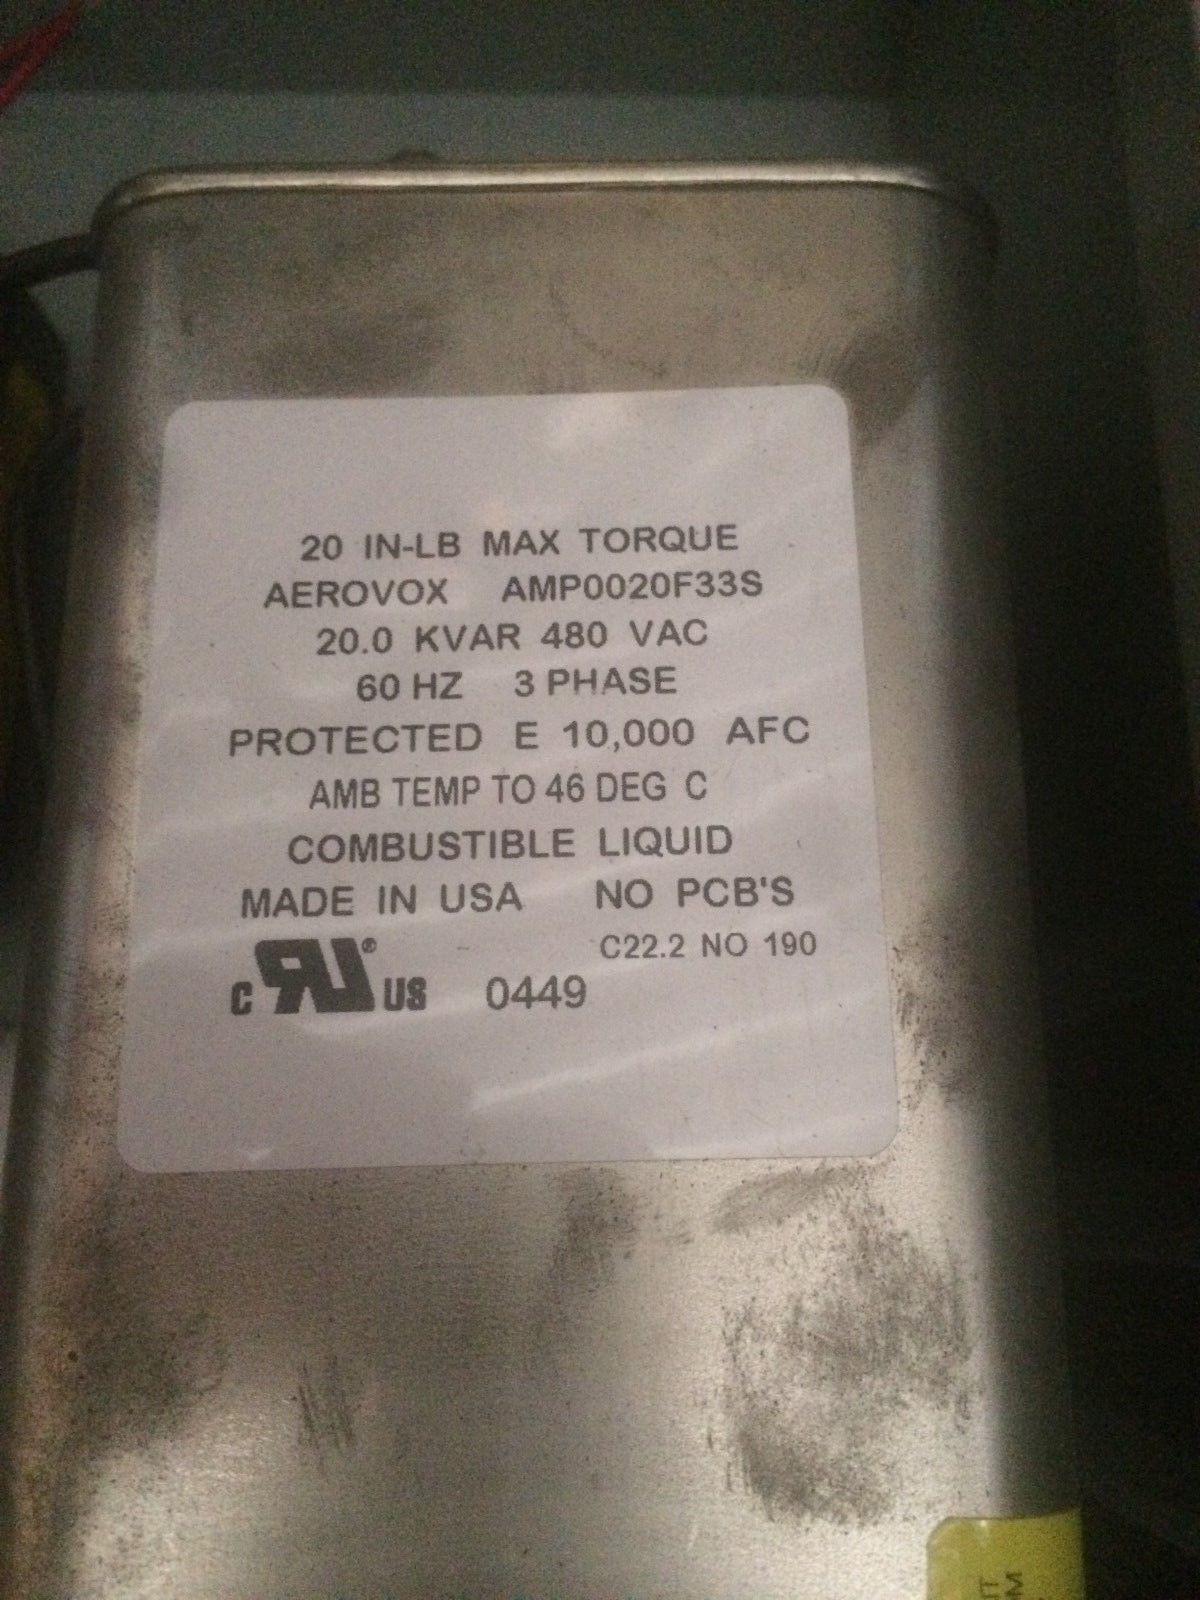 20 IN-LB MAX TORQUE
AEROVOX AMP0020F33S
20.0 KVAR 480 VAC
60 HZ 3 PHASE
PROTECTED E 10,000 AFC
AMB TEMP TO 46 DEG C
COMBUSTIBLE LIQUID
MADE IN USA NO PCB'S
C22.2 NO 190
C RU® US 0449